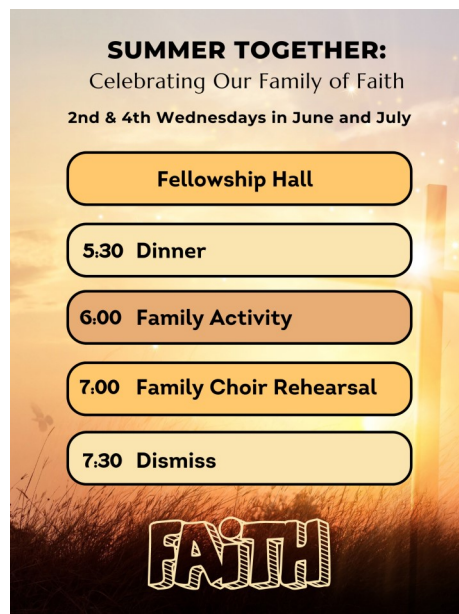 SUMMER TOGETHER:
Celebrating Our Family of Faith
2nd & 4th Wednesdays in June and July
Fellowship Hall
5:30 Dinner
6:00 Family Activity
7:00 Family Choir Rehearsal
7:30 Dismiss
FAiTH